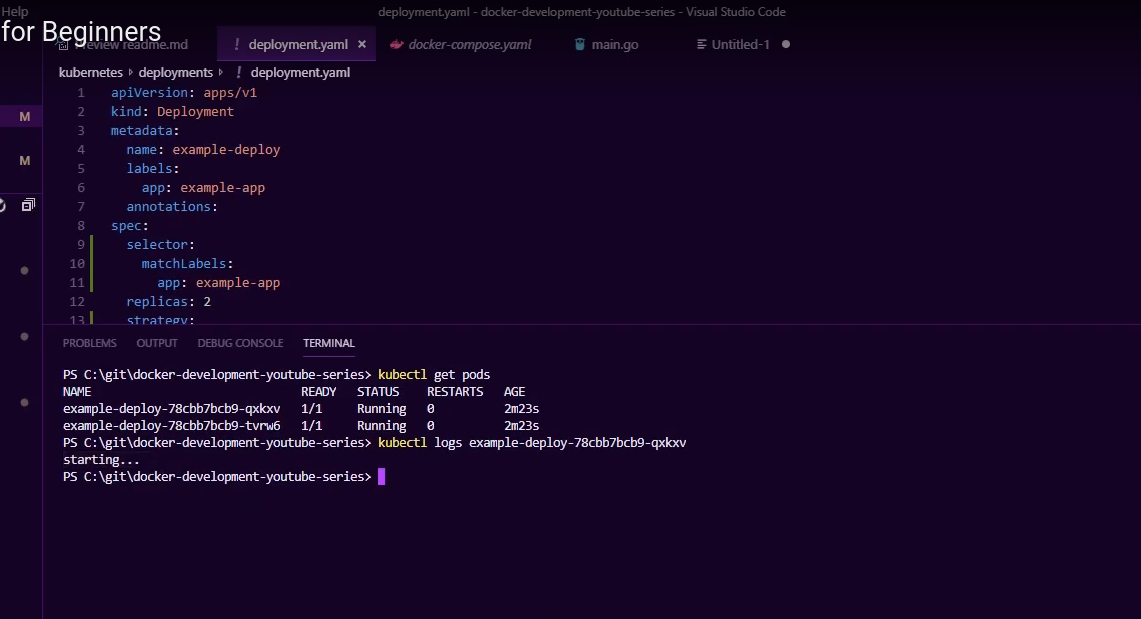 Help
deployment.yaml - docker-development-youtube-series - Visual Studio Code
for Beginners
Preview readme.md
! deployment.yaml ×
docker-compose.yaml
main.go
Untitled-1 ●
kubernetes › deployments › ! deployment.yaml
1 apiVersion: apps/v1
2 kind: Deployment
3 metadata:
4 name: example-deploy
5 labels:
6 app: example-app
7 annotations:
8 spec:
9 selector:
10 matchLabels:
11 app: example-app
12 replicas: 2
13 strategy:
M
M
PROBLEMS OUTPUT DEBUG CONSOLE TERMINAL
PS C:\git\docker-development-youtube-series> kubectl get pods
NAME READY STATUS RESTARTS AGE
example-deploy-78cbb7bcb9-qxkxv 1/1 Running 0 2m23s
example-deploy-78cbb7bcb9-tvrw6 1/1 Running 0 2m23s
PS C:\git\docker-development-youtube-series> kubectl logs example-deploy-78cbb7bcb9-qxkxv
starting...
PS C:\git\docker-development-youtube-series>